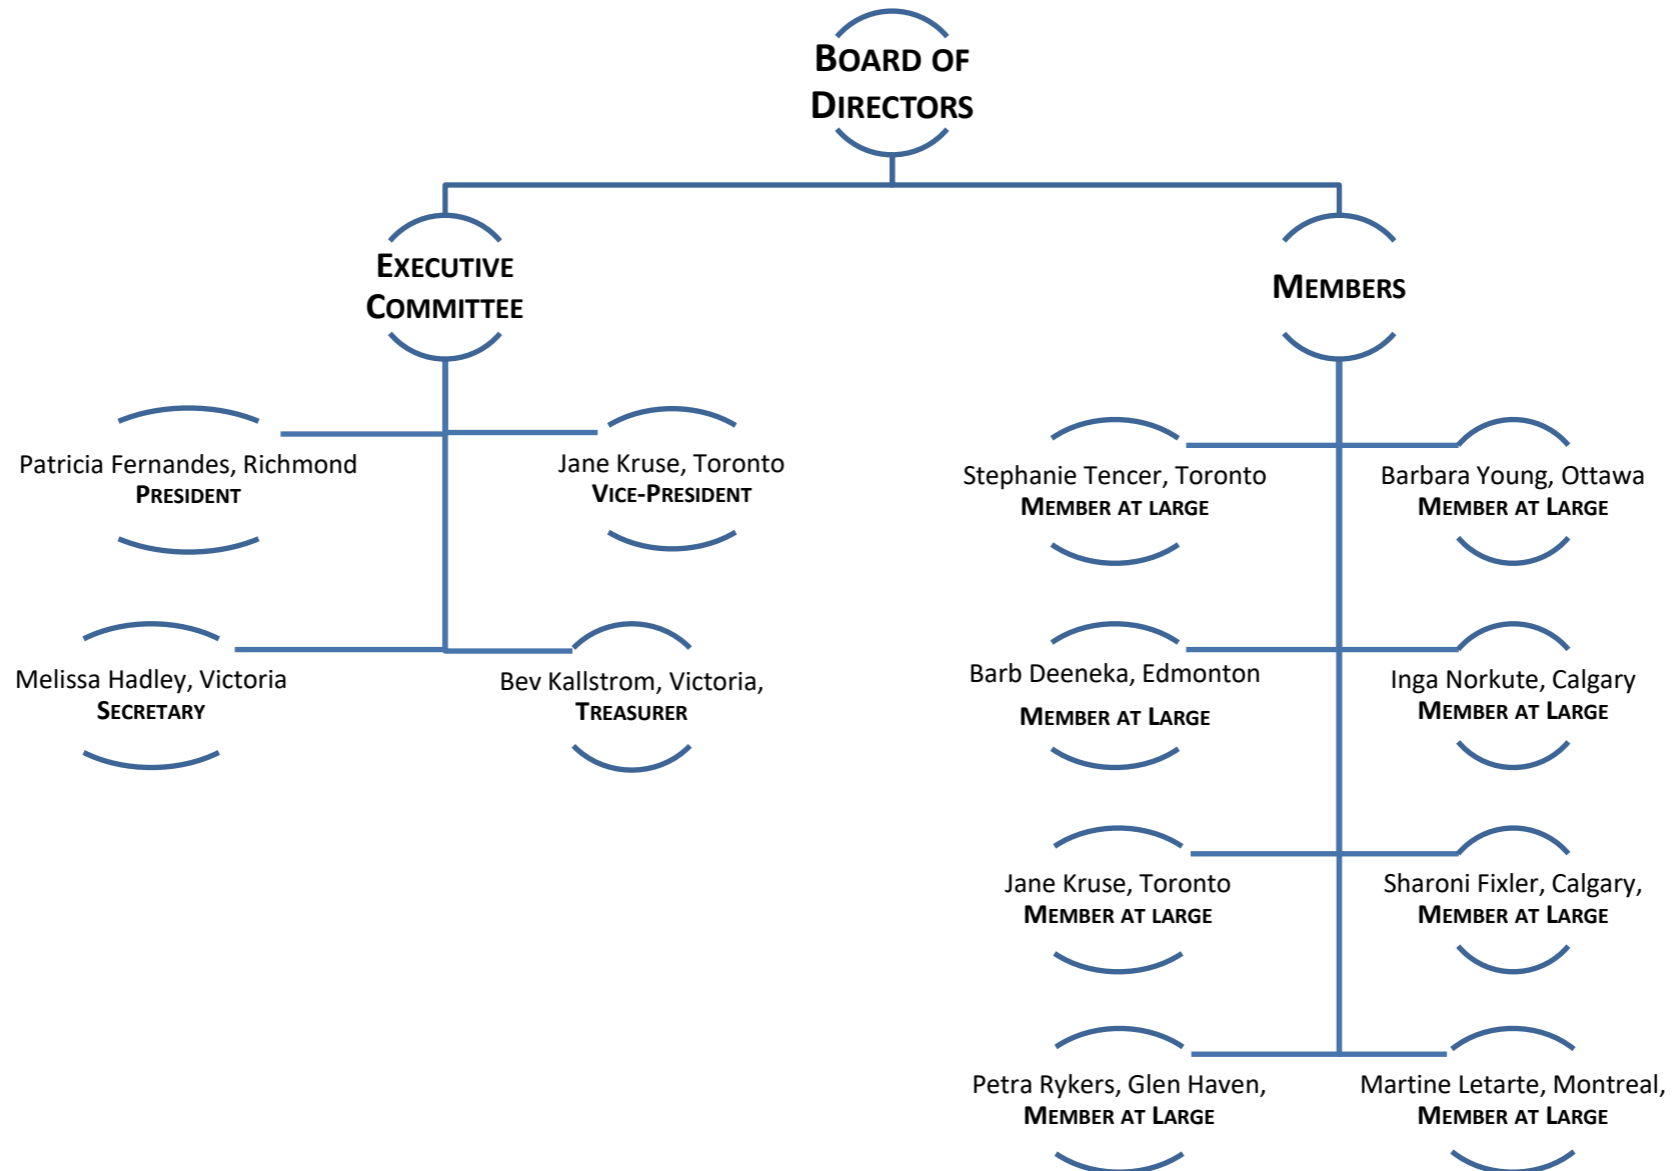 BOARD OF
DIRECTORS
EXECUTIVE
COMMITTEE
MEMBERS
Patricia Fernandes, Richmond
PRESIDENT
Jane Kruse, Toronto
VICE-PRESIDENT
Stephanie Tencer, Toronto
MEMBER AT LARGE
Barbara Young, Ottawa
MEMBER AT LARGE
Melissa Hadley, Victoria
SECRETARY
Bev Kallstrom, Victoria,
TREASURER
Barb Deeneka, Edmonton
MEMBER AT LARGE
Inga Norkute, Calgary
MEMBER AT LARGE
Jane Kruse, Toronto
MEMBER AT LARGE
Sharoni Fixler, Calgary,
MEMBER AT LARGE
Petra Rykers, Glen Haven,
MEMBER AT LARGE
Martine Letarte, Montreal,
MEMBER AT LARGE